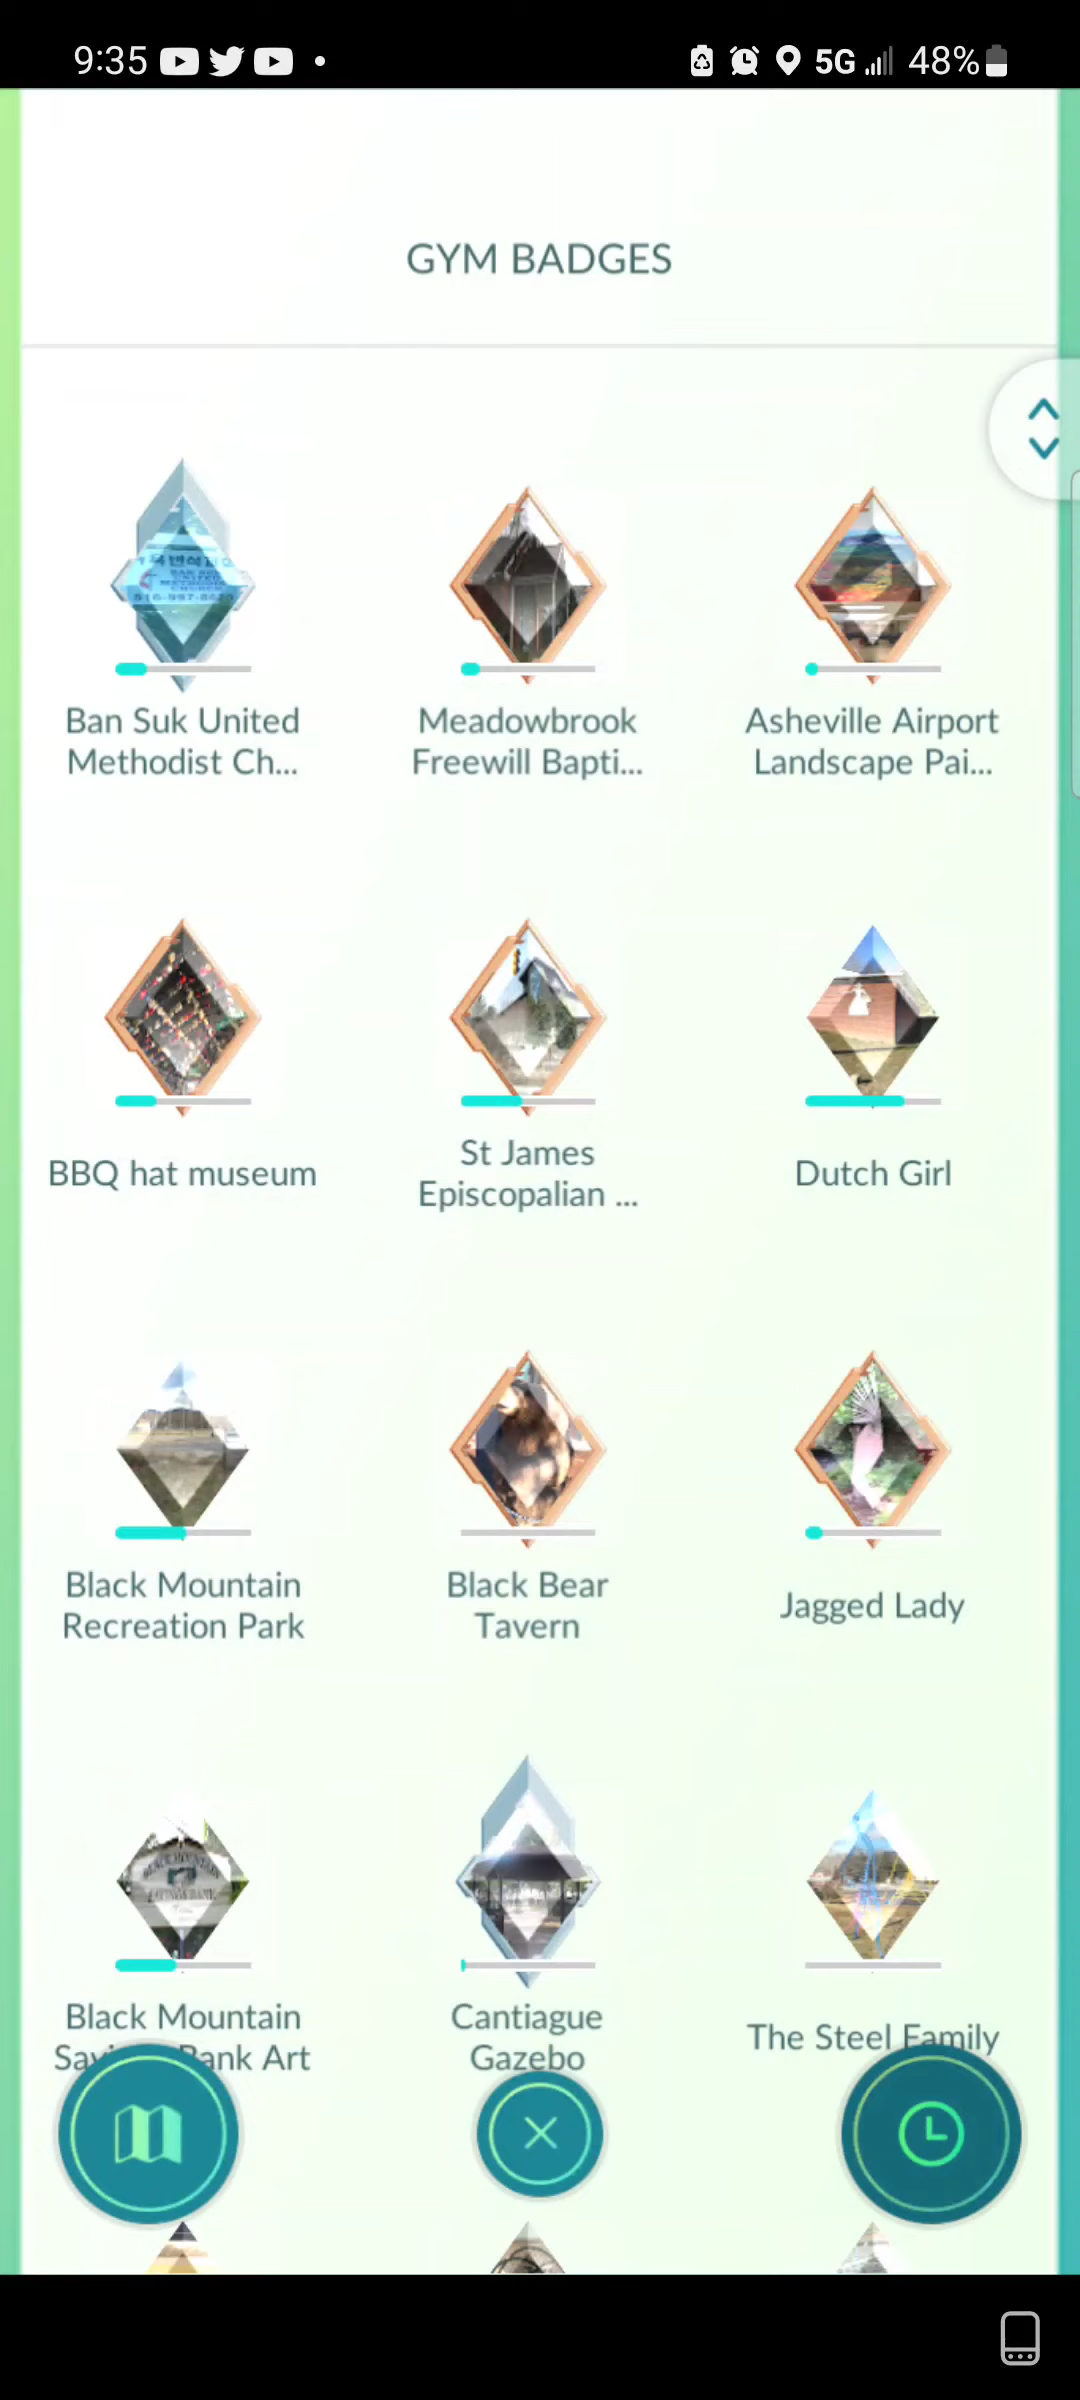 9:35
5G
48%
GYM BADGES
Ban Suk United
Methodist Ch...
Meadowbrook
Freewill Bapti...
Asheville Airport
Landscape Pai...
BBQ hat museum
St James
Episcopalian ...
Dutch Girl
Black Mountain
Recreation Park
Black Bear
Tavern
Jagged Lady
Black Mountain
Bank Art
Cantiague
Gazebo
The Steel Family